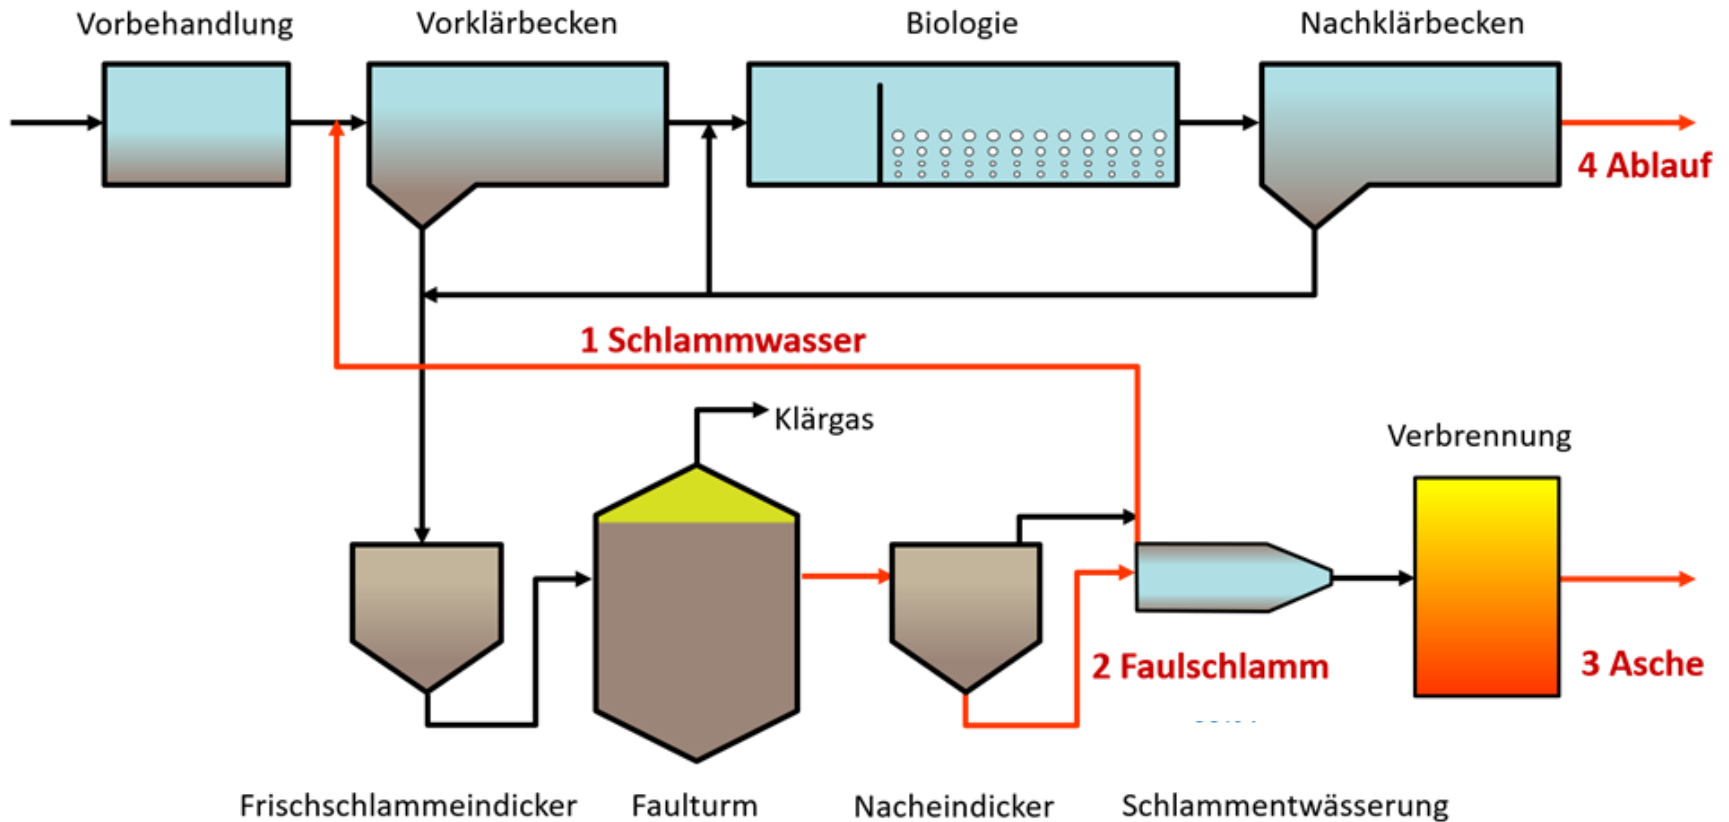 Vorbehandlung
Vorklärbecken
Biologie
Nachklärbecken
4 Ablauf
1 Schlammwasser
Klärgas
Verbrennung
2 Faulschlamm
3 Asche
Frischschlammeindicker
Faulturm
Nacheindicker
Schlammentwässerung